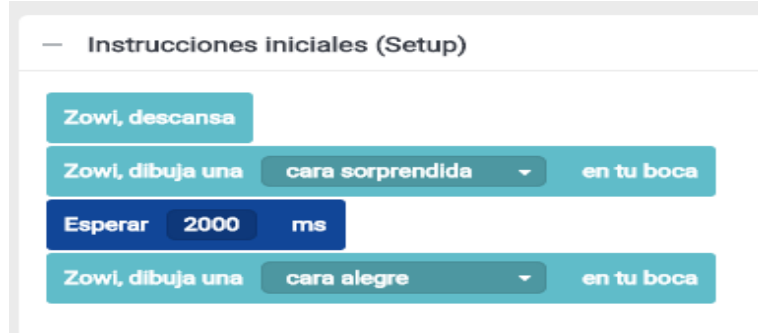 Instrucciones iniciales (Setup)
Zowi, descansa
Zowi, dibuja una cara sorprendida en tu boca
Esperar 2000 ms
Zowi, dibuja una cara alegre en tu boca